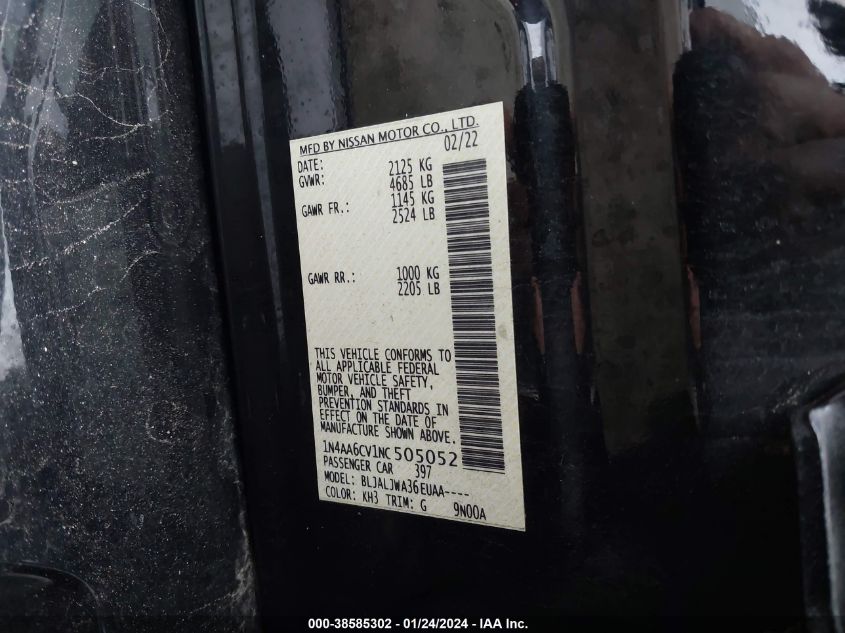 MFD BY NISSAN MOTOR CO., LTD.
DATE: 02/22
GVWR: 2125 KG
4685 LB
GAWR FR.: 1145 KG
2524 LB
GAWR RR.: 1000 KG
2205 LB
THIS VEHICLE CONFORMS TO
ALL APPLICABLE FEDERAL
MOTOR VEHICLE SAFETY,
BUMPER, AND THEFT
PREVENTION STANDARDS IN
EFFECT ON THE DATE OF
MANUFACTURE SHOWN ABOVE.
1N4AA6CV1NC505052
PASSENGER CAR 397
MODEL: BLJALJWA36EUAA----
COLOR: KH3 TRIM: G 9N00A
000-38585302 - 01/24/2024 - IAA Inc.